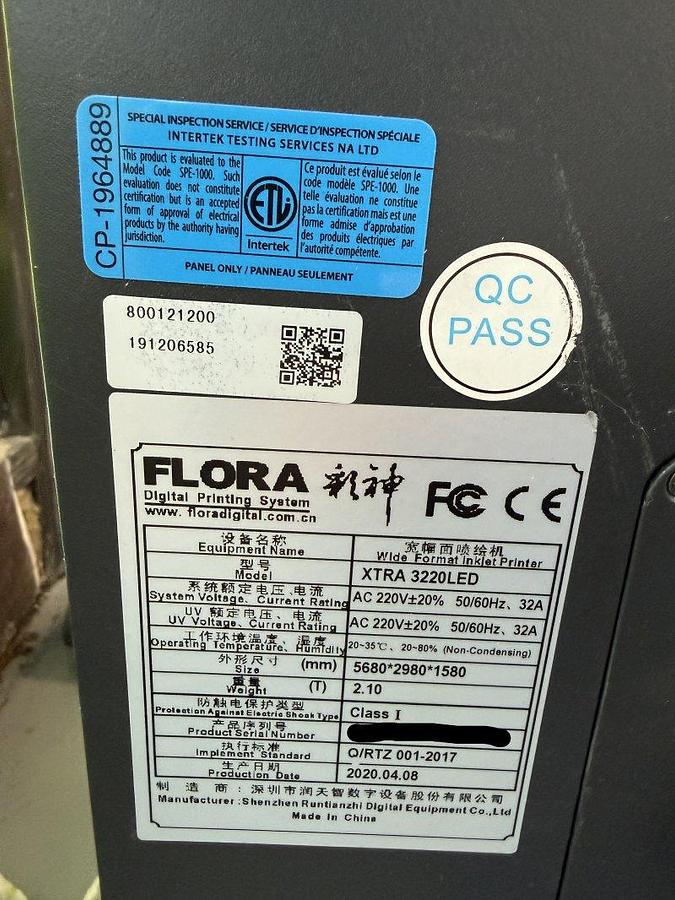 CP-1964889
SPECIAL INSPECTION SERVICE / SERVICE D'INSPECTION SPÉCIALE
INTERTEK TESTING SERVICES NA LTD
This product is evaluated to the
Model Code SPE-1000. Such
evaluation does not constitute
certification but is an accepted
form of approval of electrical
products by the authority having
jurisdiction.
ETL
Intertek
Ce produit est évalué selon le
code modèle SPE-1000. Une
telle évaluation ne constitue
pas la certification mais est une
forme admise d'approbation
des produits électriques par
l'autorité compétente.
PANEL ONLY / PANNEAU SEULEMENT
QC
PASS
800121200
191206585
FLORA 彩神 FC CE
Digital Printing System
www.floradigital.com.cn
设备名称 宽幅面喷绘机
Equipment Name Wide Format Inkjet Printer
型号
Model XTRA 3220LED
系统额定电压、电流
System Voltage、Current Rating AC 220V±20% 50/60Hz、32A
UV 额定电压、电流
UV Voltage、Current Rating AC 220V±20% 50/60Hz、32A
工作环境温度、湿度
Operating Temperature、Humidity 20~35℃、20~80% (Non-Condensing)
外形尺寸 (mm) 5680*2980*1580
Size
重量 (T) 2.10
Weight
防触电保护类型
Protection Against Electric Shock Type Class I
产品序列号
Product Serial Number
执行标准
Implement Standard Q/RTZ 001-2017
生产日期
Production Date 2020.04.08
制造商:深圳市润天智数字设备股份有限公司
Manufacturer:Shenzhen Runtianzhi Digital Equipment Co.,Ltd
Made In China